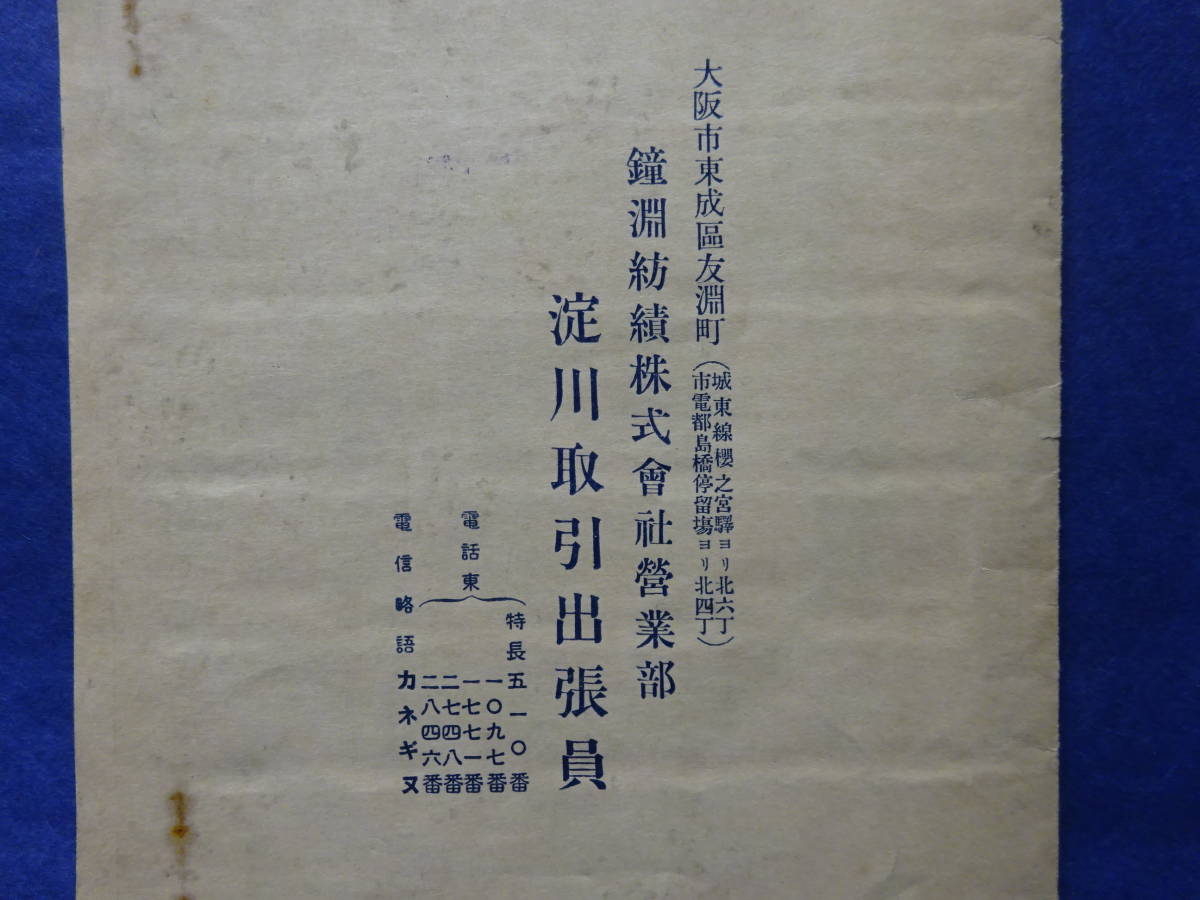 大阪市東成區友淵町
(城東線櫻之宮驛ヨリ北六丁
市電都島橋停留場ヨリ北四丁)
鐘淵紡績株式會社營業部
淀川取引出張員
電話東
特長五一〇番
一〇九七番
一七七一番
二七四八番
二八四六番
電信略語カネギヌ